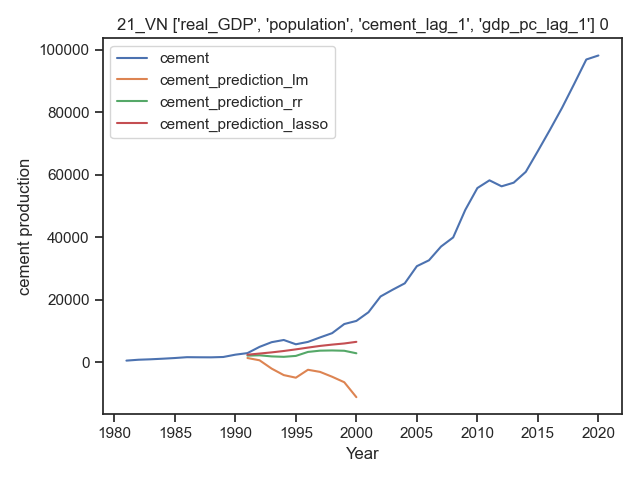 21_VN ['real_GDP', 'population', 'cement_lag_1', 'gdp_pc_lag_1'] 0
100000
80000
60000
40000
20000
0
cement production
cement
cement_prediction_lm
cement_prediction_rr
cement_prediction_lasso
1980 1985 1990 1995 2000 2005 2010 2015 2020
Year